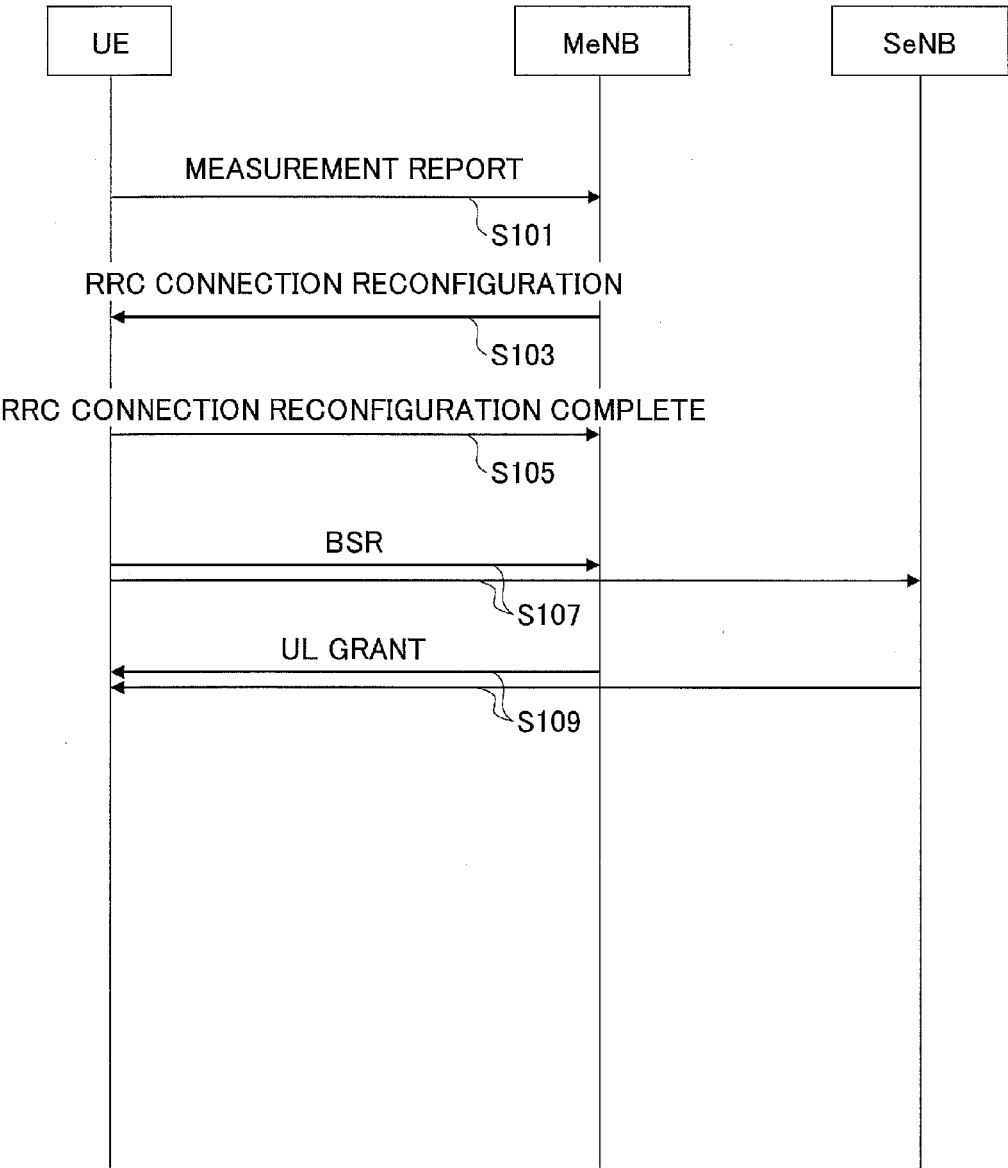 UE
MeNB
SeNB
MEASUREMENT REPORT
S101
RRC CONNECTION RECONFIGURATION
S103
RRC CONNECTION RECONFIGURATION COMPLETE
S105
BSR
S107
UL GRANT
S109